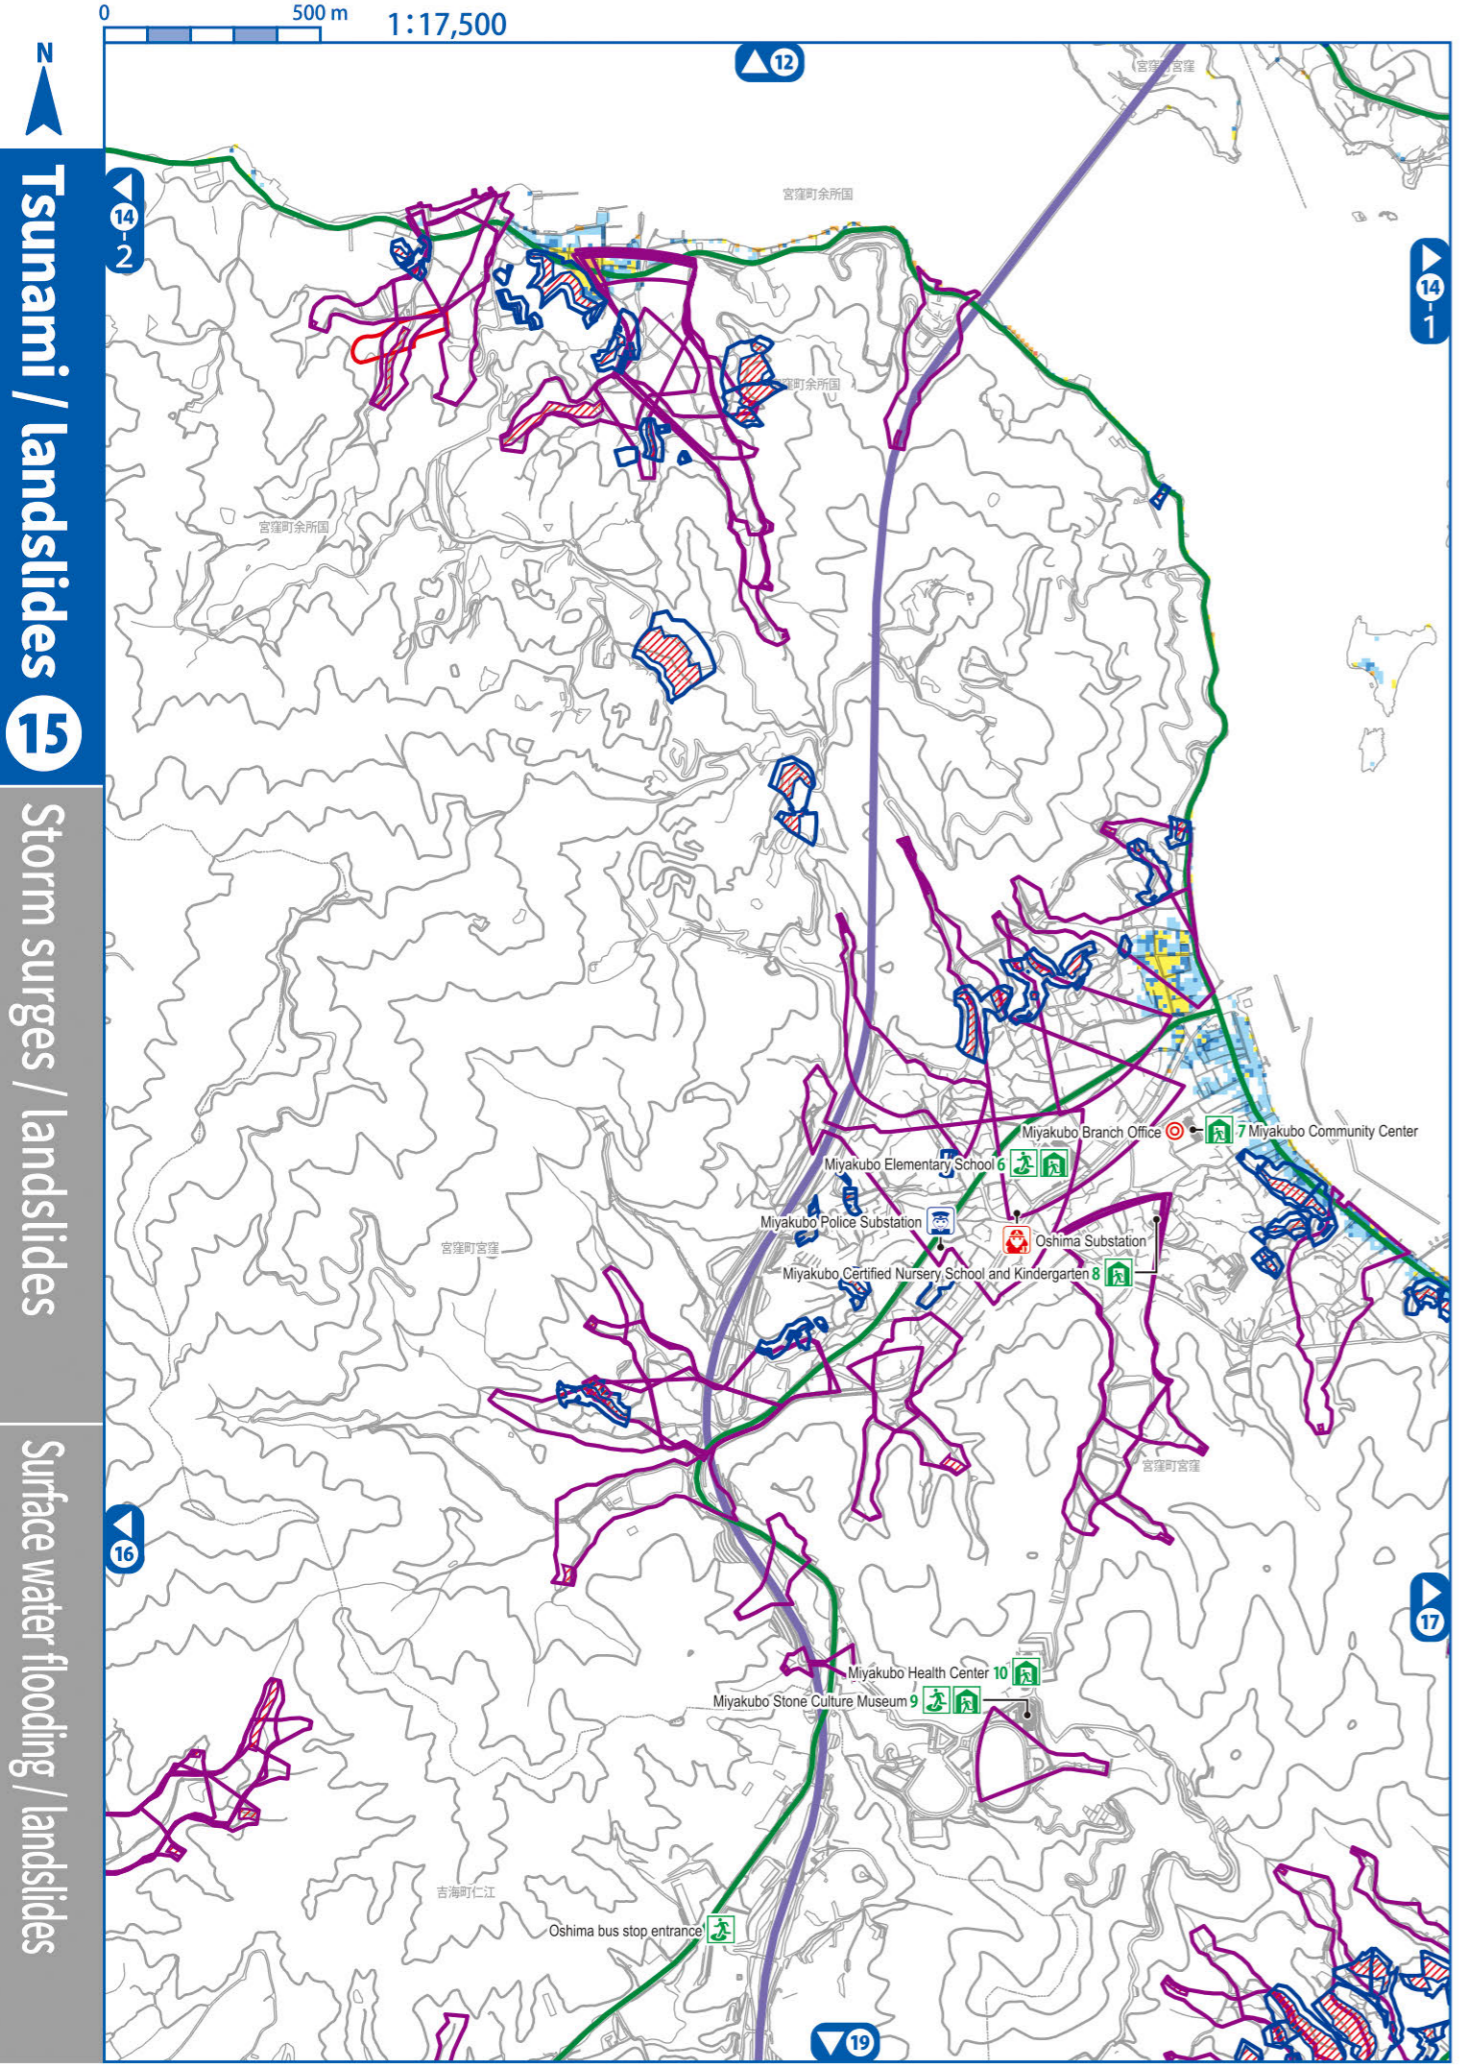 0 500 m 1:17,500
N
12
14-2
14-1
Tsunami / landslides 15
Storm surges / landslides
Surface water flooding / landslides
宮窪町宮窪
宮窪町余所国
宮窪町余所国
宮窪町余所国
Miyakubo Branch Office
7 Miyakubo Community Center
Miyakubo Elementary School 6
Miyakubo Police Substation
Oshima Substation
宮窪町宮窪
Miyakubo Certified Nursery School and Kindergarten 8
宮窪町宮窪
16
17
Miyakubo Health Center 10
Miyakubo Stone Culture Museum 9
吉海町仁江
Oshima bus stop entrance
19